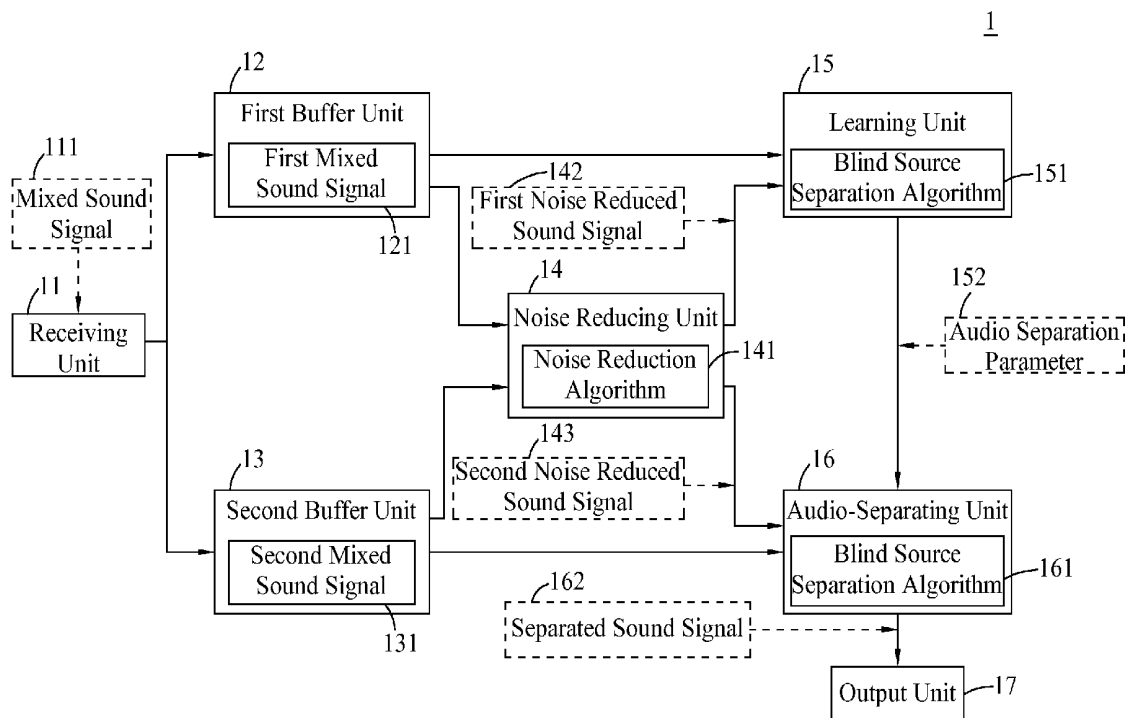 1
12
First Buffer Unit
First Mixed
Sound Signal
121
15
Learning Unit
Blind Source
Separation Algorithm
151
111
Mixed Sound
Signal
142
First Noise Reduced
Sound Signal
11
Receiving
Unit
14
Noise Reducing Unit
Noise Reduction
Algorithm
141
152
Audio Separation
Parameter
143
Second Noise Reduced
Sound Signal
13
Second Buffer Unit
Second Mixed
Sound Signal
131
16
Audio-Separating Unit
Blind Source
Separation Algorithm
161
162
Separated Sound Signal
Output Unit
17